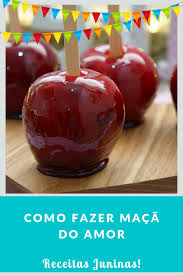 COMO FAZER MAÇÃ
DO AMOR
Receitas Juninas!